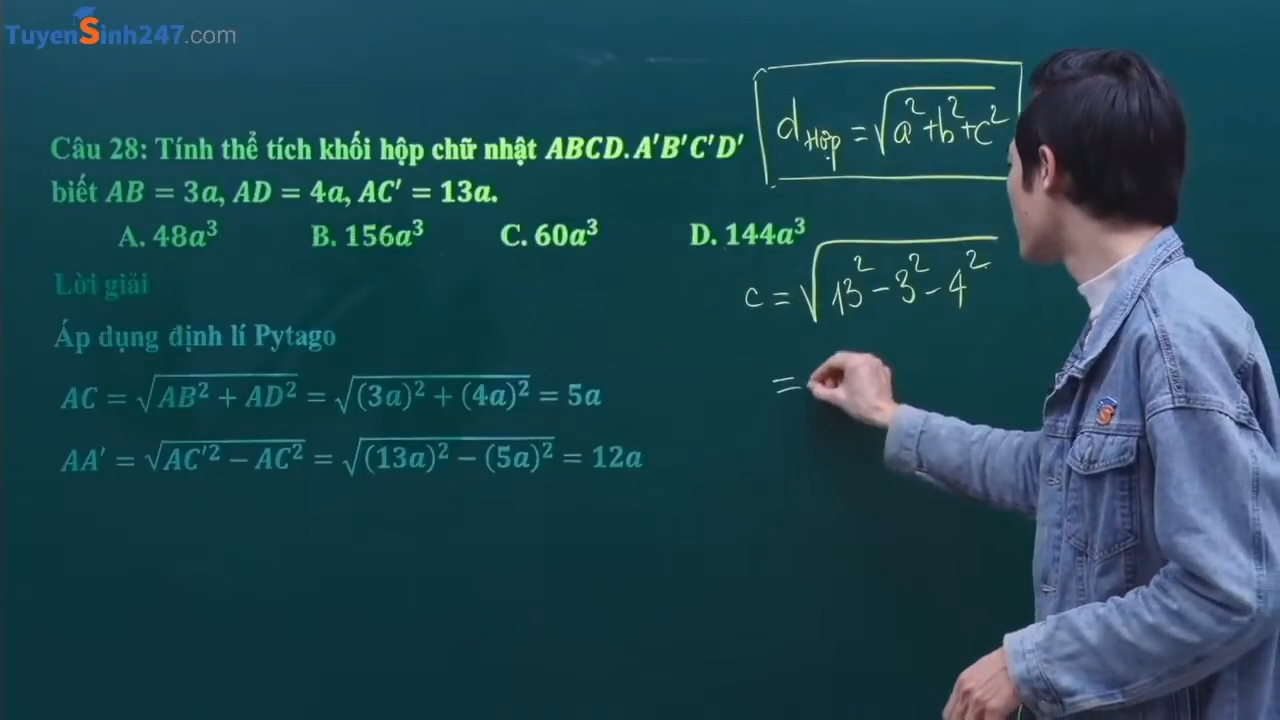 TuyenSinh247.com
Câu 28: Tính thể tích khối hộp chữ nhật ABCD.A'B'C'D'
biết AB = 3a, AD = 4a, AC' = 13a.
A. 48a³ B. 156a³ C. 60a³ D. 144a³
Lời giải
Áp dụng định lí Pytago
AC = √(AB² + AD²) = √((3a)² + (4a)²) = 5a
AA' = √(AC'² − AC²) = √((13a)² − (5a)²) = 12a
d Hộp = √(a²+b²+c²)
c = √(13² − 3² − 4²)
=